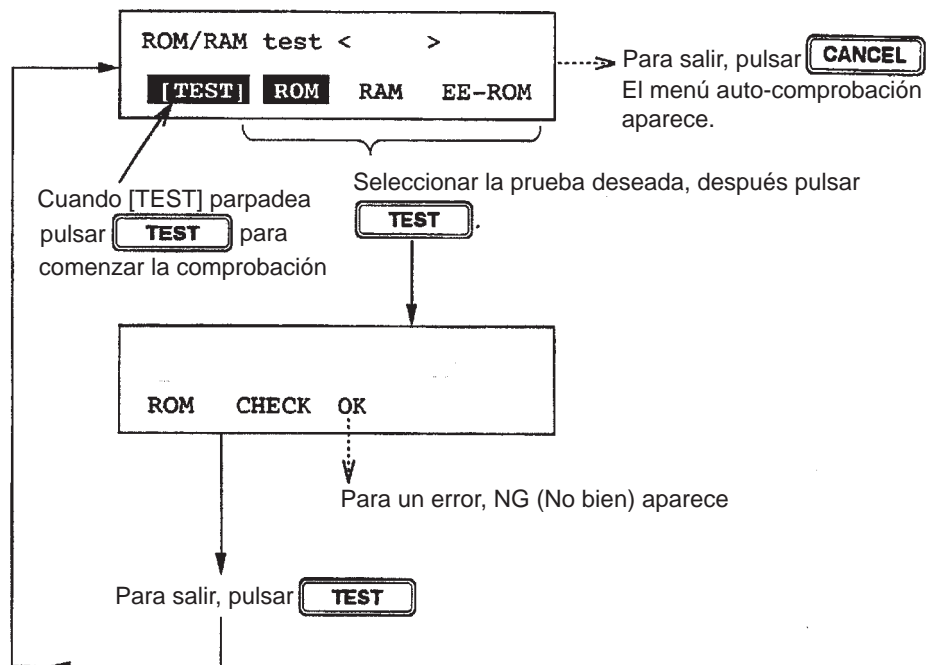 ROM/RAM test <      >
[TEST] ROM RAM EE-ROM
Para salir, pulsar CANCEL
El menú auto-comprobación
aparece.
Cuando [TEST] parpadea
pulsar TEST para
comenzar la comprobación
Seleccionar la prueba deseada, después pulsar
TEST.
ROM CHECK OK
Para un error, NG (No bien) aparece
Para salir, pulsar TEST